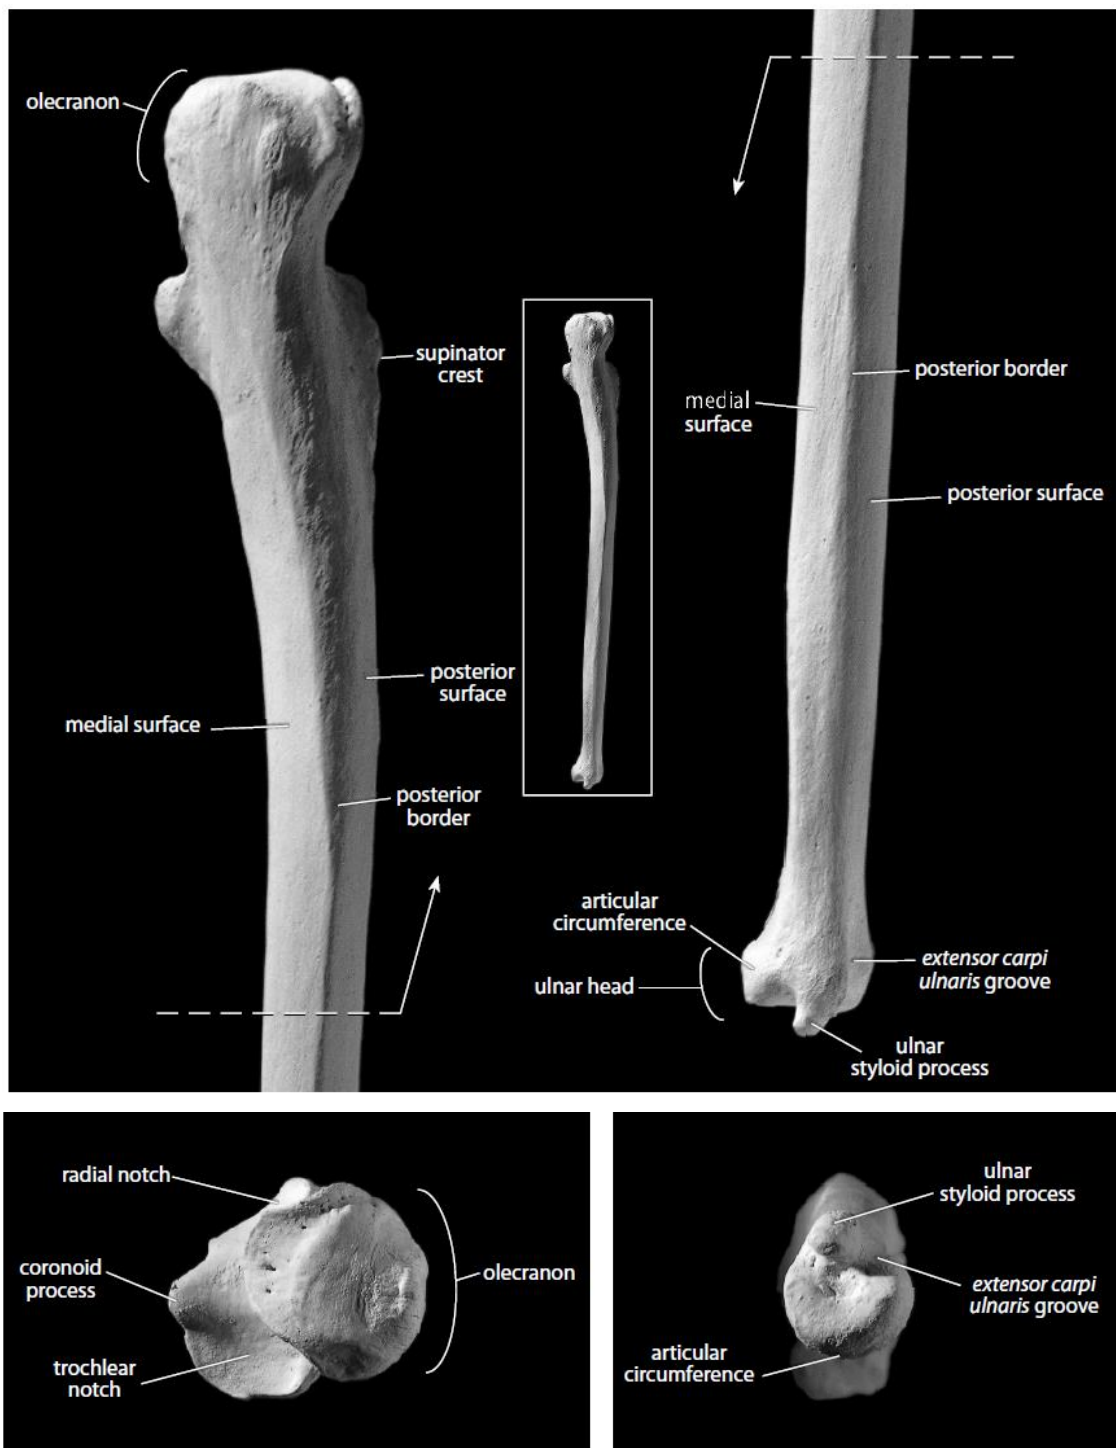 olecranon
supinator
crest
posterior
surface
medial surface
posterior
border
posterior border
medial
surface
posterior surface
articular
circumference
extensor carpi
ulnaris groove
ulnar head
ulnar
styloid process
radial notch
coronoid
process
olecranon
trochlear
notch
ulnar
styloid process
extensor carpi
ulnaris groove
articular
circumference